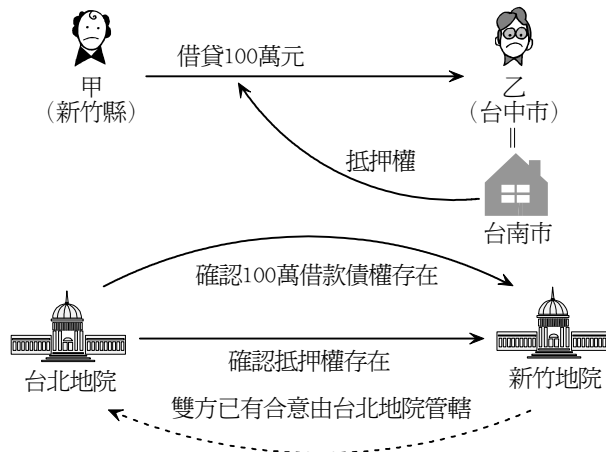 借貸100萬元
甲
（新竹縣）
乙
（台中市）
抵押權
台南市
確認100萬借款債權存在
確認抵押權存在
台北地院
新竹地院
雙方已有合意由台北地院管轄